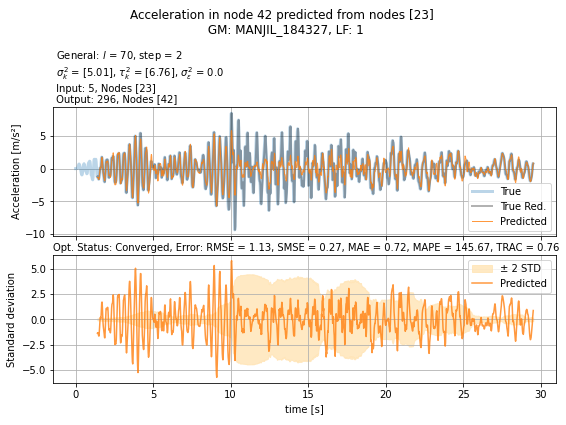 Acceleration in node 42 predicted from nodes [23]
GM: MANJIL_184327, LF: 1
General: l = 70, step = 2
σ²ₖ = [5.01], τ²ₖ = [6.76], σ²ε = 0.0
Input: 5, Nodes [23]
Output: 296, Nodes [42]
Acceleration [m/s²]
5
0
−5
−10
True
True Red.
Predicted
Opt. Status: Converged, Error: RMSE = 1.13, SMSE = 0.27, MAE = 0.72, MAPE = 145.67, TRAC = 0.76
Standard deviation
5.0
2.5
0.0
−2.5
−5.0
± 2 STD
Predicted
0 5 10 15 20 25 30
time [s]